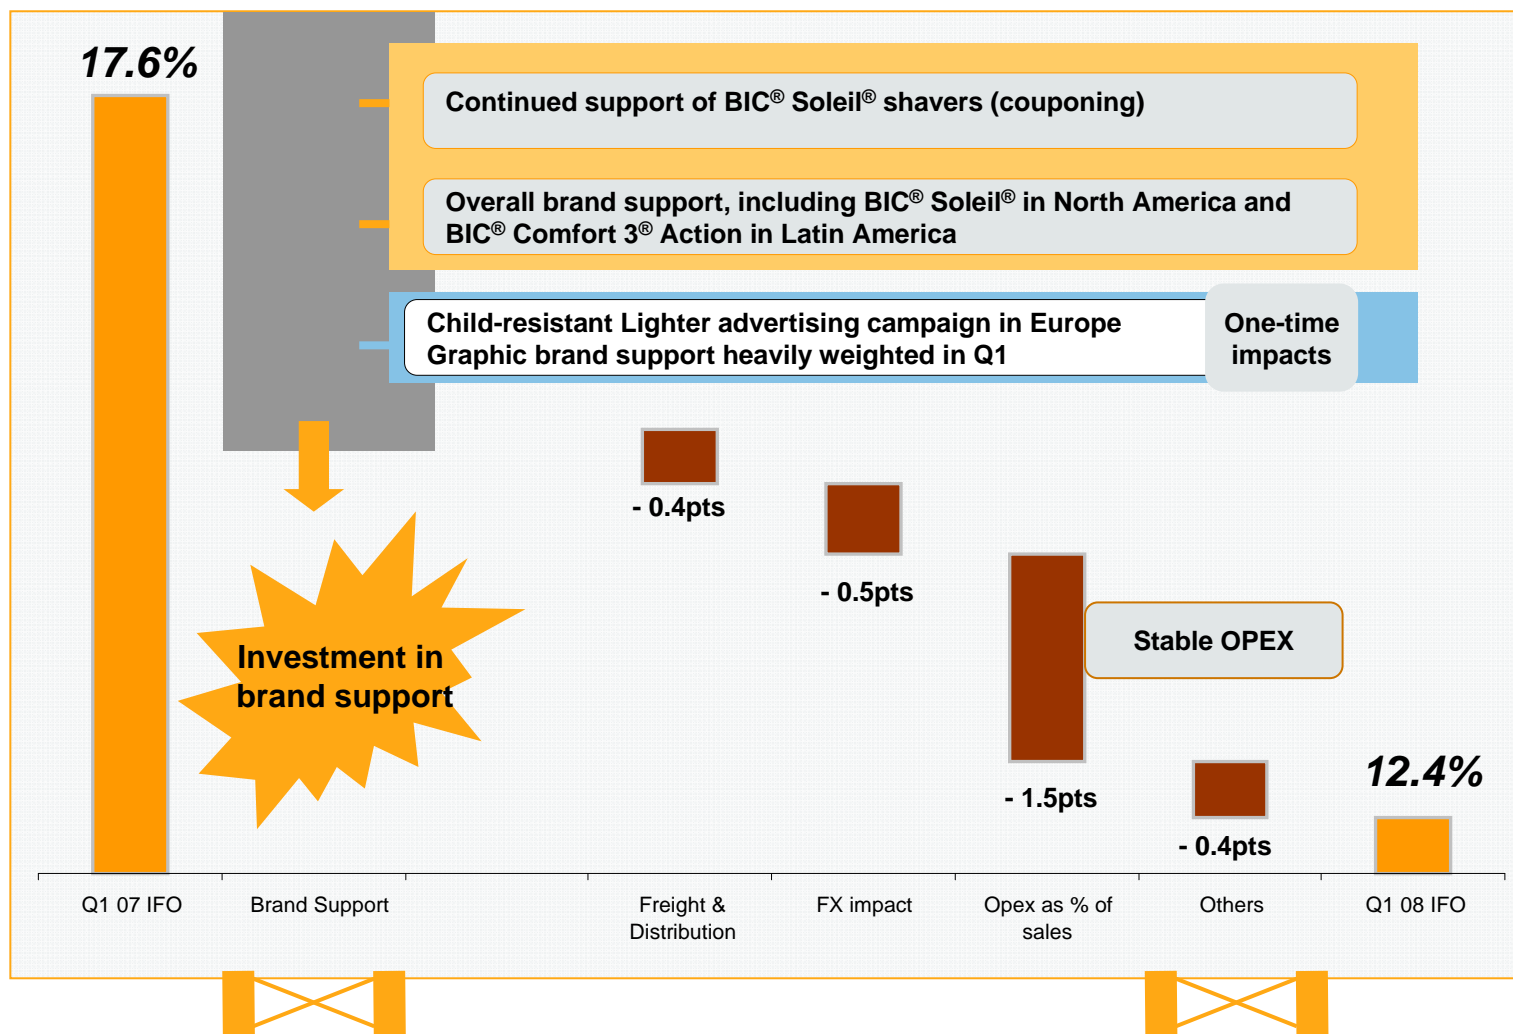 17.6%
Continued support of BIC® Soleil® shavers (couponing)
Overall brand support, including BIC® Soleil® in North America and
BIC® Comfort 3® Action in Latin America
Child-resistant Lighter advertising campaign in Europe
Graphic brand support heavily weighted in Q1
One-time
impacts
- 0.4pts
- 0.5pts
Investment in
brand support
Stable OPEX
- 1.5pts
- 0.4pts
12.4%
Q1 07 IFO
Brand Support
Freight &
Distribution
FX impact
Opex as % of
sales
Others
Q1 08 IFO